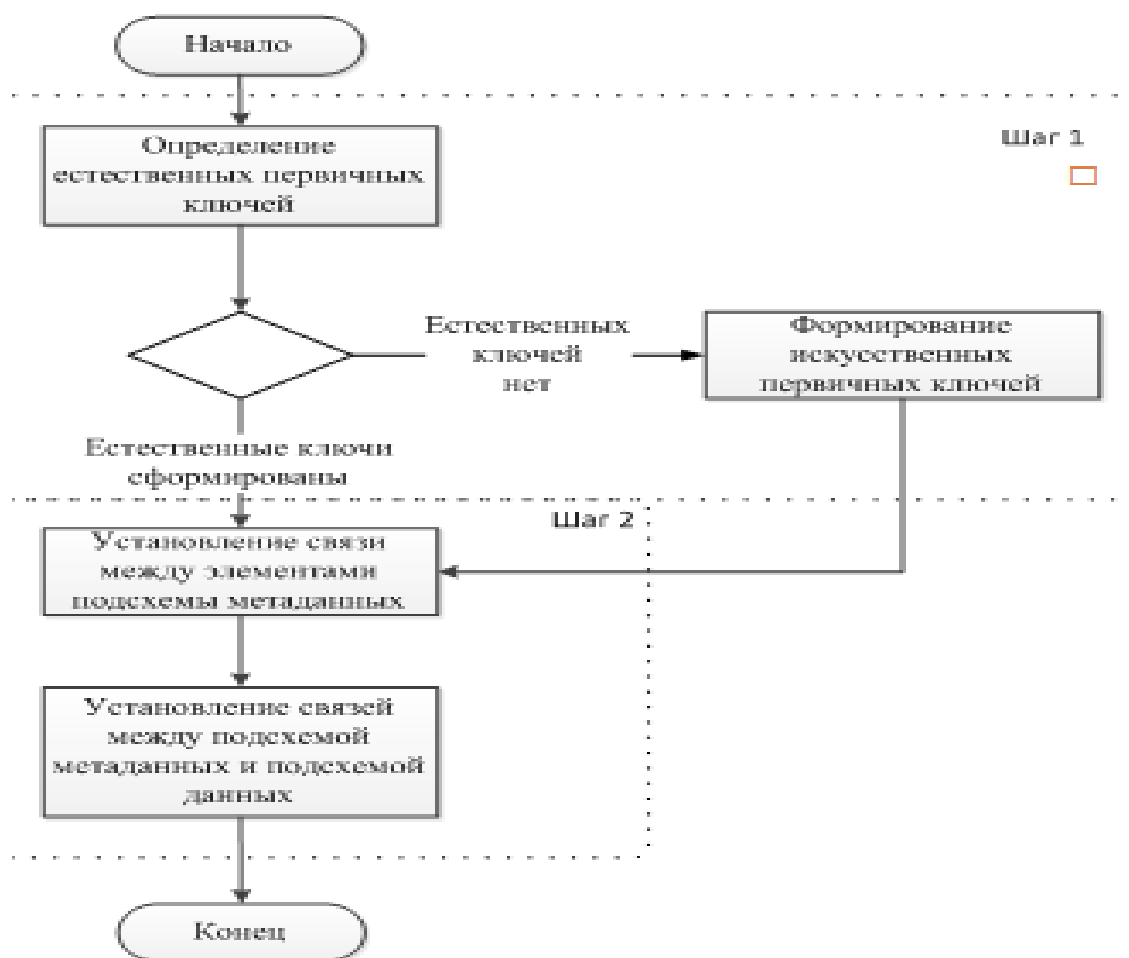 Начало
Шаг 1
Определение
естественных первичных
ключей
Естественных
ключей
нет
Формирование
искусственных
первичных ключей
Естественные ключи
сформированы
Шаг 2
Установление связи
между элементами
подсхемы метаданных
Установление связей
между подсхемой
метаданных и подсхемой
данных
Конец